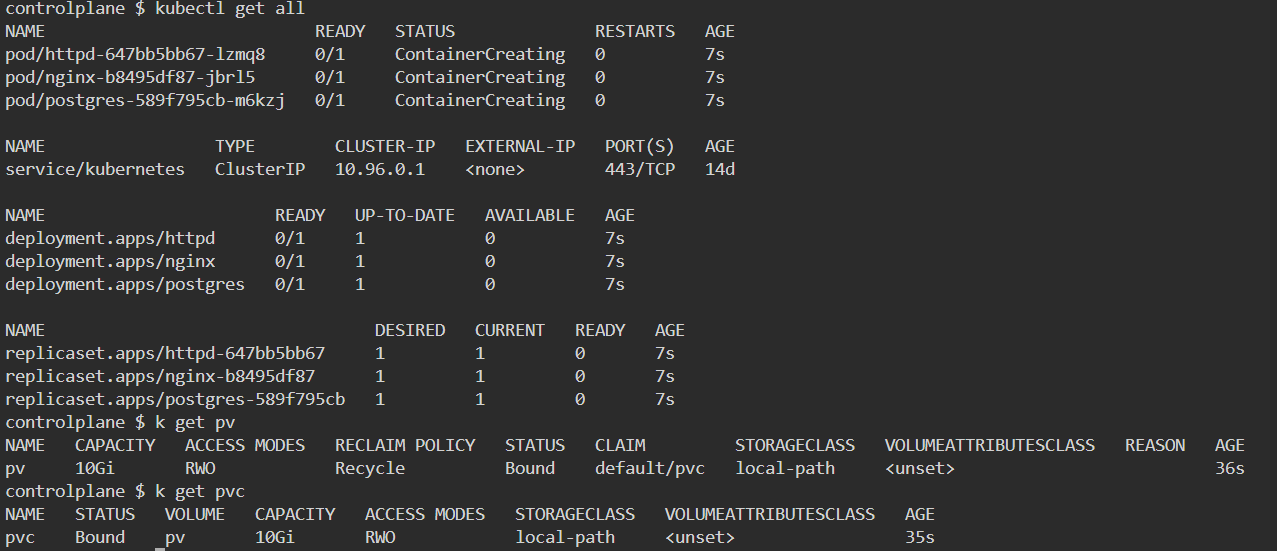 controlplane $ kubectl get all
NAME                           READY   STATUS              RESTARTS   AGE
pod/httpd-647bb5bb67-lzmq8     0/1     ContainerCreating   0          7s
pod/nginx-b8495df87-jbrl5      0/1     ContainerCreating   0          7s
pod/postgres-589f795cb-m6kzj   0/1     ContainerCreating   0          7s

NAME                 TYPE        CLUSTER-IP   EXTERNAL-IP   PORT(S)   AGE
service/kubernetes   ClusterIP   10.96.0.1    <none>        443/TCP   14d

NAME                       READY   UP-TO-DATE   AVAILABLE   AGE
deployment.apps/httpd      0/1     1            0           7s
deployment.apps/nginx      0/1     1            0           7s
deployment.apps/postgres   0/1     1            0           7s

NAME                                 DESIRED   CURRENT   READY   AGE
replicaset.apps/httpd-647bb5bb67     1         1         0       7s
replicaset.apps/nginx-b8495df87      1         1         0       7s
replicaset.apps/postgres-589f795cb   1         1         0       7s
controlplane $ k get pv
NAME   CAPACITY   ACCESS MODES   RECLAIM POLICY   STATUS   CLAIM         STORAGECLASS   VOLUMEATTRIBUTESCLASS   REASON   AGE
pv     10Gi       RWO            Recycle          Bound    default/pvc   local-path     <unset>                          36s
controlplane $ k get pvc
NAME   STATUS   VOLUME   CAPACITY   ACCESS MODES   STORAGECLASS   VOLUMEATTRIBUTESCLASS   AGE
pvc    Bound    pv       10Gi       RWO            local-path     <unset>                 35s